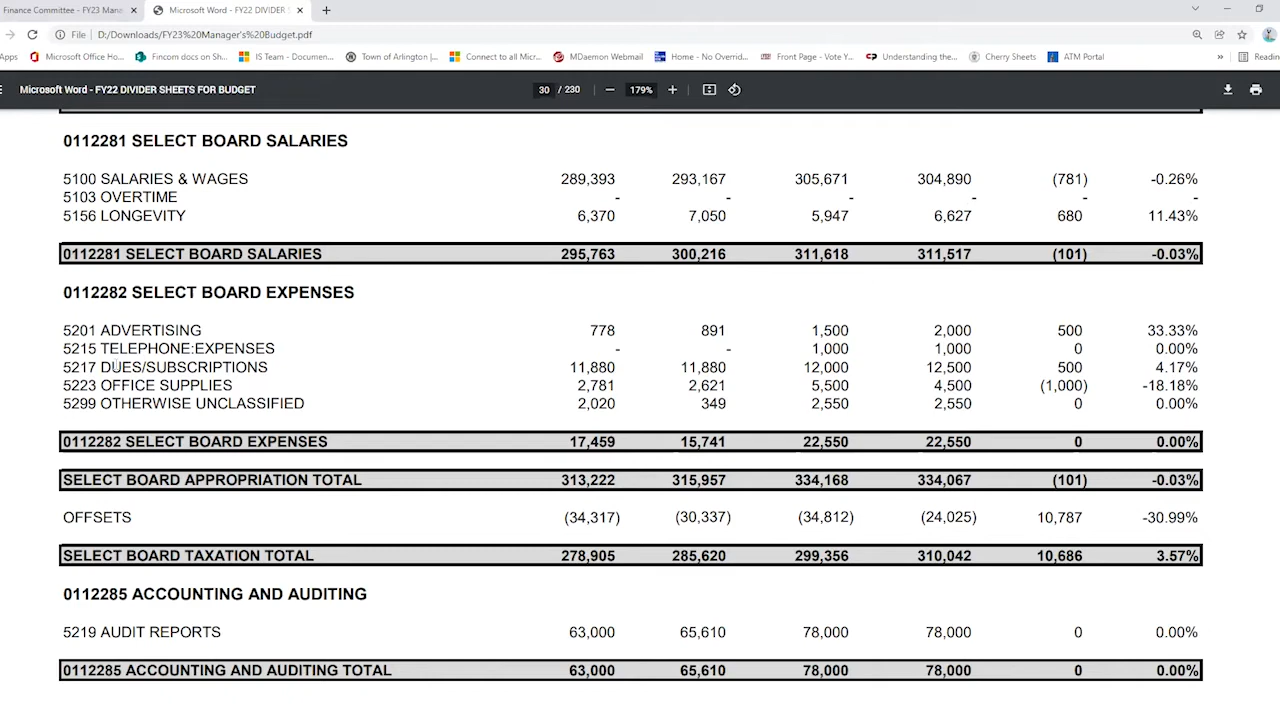 Finance Committee - FY23 Mana
Microsoft Word - FY22 DIVIDER S
File | D:/Downloads/FY23%20Manager's%20Budget.pdf
Apps Microsoft Office Ho... Fincom docs on Sh... IS Team - Documen... Town of Arlington |... Connect to all Micr... MDaemon Webmail Home - No Overrid... Front Page - Vote Y... Understanding the... Cherry Sheets ATM Portal » Readin
Microsoft Word - FY22 DIVIDER SHEETS FOR BUDGET 30 / 230 — 179% +
0112281 SELECT BOARD SALARIES
5100 SALARIES & WAGES 289,393 293,167 305,671 304,890 (781) -0.26%
5103 OVERTIME - - - - - -
5156 LONGEVITY 6,370 7,050 5,947 6,627 680 11.43%
0112281 SELECT BOARD SALARIES 295,763 300,216 311,618 311,517 (101) -0.03%
0112282 SELECT BOARD EXPENSES
5201 ADVERTISING 778 891 1,500 2,000 500 33.33%
5215 TELEPHONE:EXPENSES - - 1,000 1,000 0 0.00%
5217 DUES/SUBSCRIPTIONS 11,880 11,880 12,000 12,500 500 4.17%
5223 OFFICE SUPPLIES 2,781 2,621 5,500 4,500 (1,000) -18.18%
5299 OTHERWISE UNCLASSIFIED 2,020 349 2,550 2,550 0 0.00%
0112282 SELECT BOARD EXPENSES 17,459 15,741 22,550 22,550 0 0.00%
SELECT BOARD APPROPRIATION TOTAL 313,222 315,957 334,168 334,067 (101) -0.03%
OFFSETS (34,317) (30,337) (34,812) (24,025) 10,787 -30.99%
SELECT BOARD TAXATION TOTAL 278,905 285,620 299,356 310,042 10,686 3.57%
0112285 ACCOUNTING AND AUDITING
5219 AUDIT REPORTS 63,000 65,610 78,000 78,000 0 0.00%
0112285 ACCOUNTING AND AUDITING TOTAL 63,000 65,610 78,000 78,000 0 0.00%